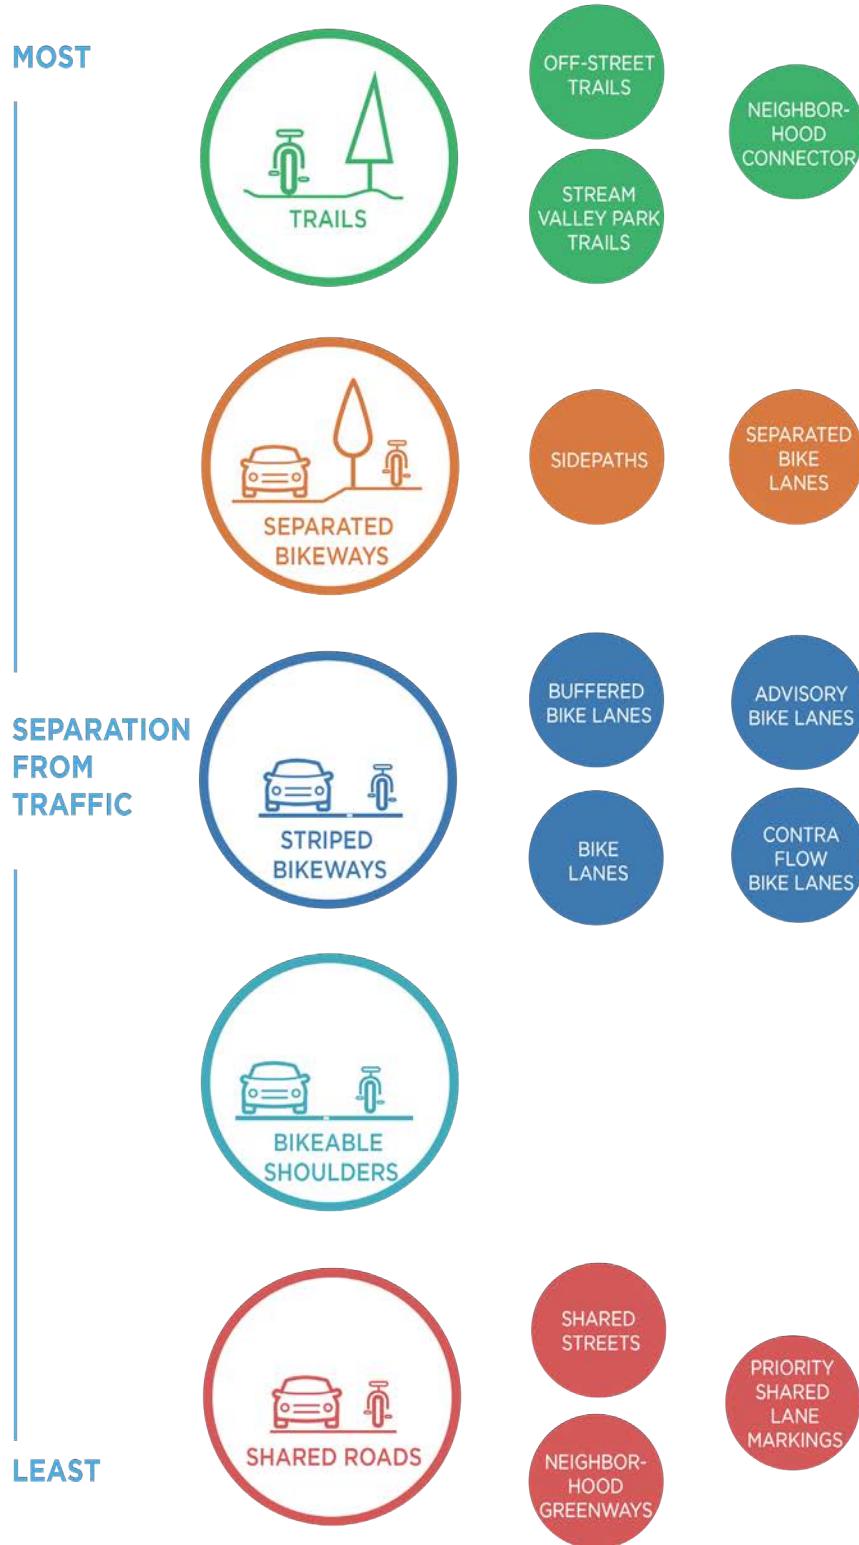 MOST
TRAILS
OFF-STREET
TRAILS
STREAM
VALLEY PARK
TRAILS
NEIGHBOR-
HOOD
CONNECTOR
SEPARATED
BIKEWAYS
SIDEPATHS
SEPARATED
BIKE
LANES
SEPARATION
FROM
TRAFFIC
STRIPED
BIKEWAYS
BUFFERED
BIKE LANES
ADVISORY
BIKE LANES
BIKE
LANES
CONTRA
FLOW
BIKE LANES
BIKEABLE
SHOULDERS
SHARED ROADS
SHARED
STREETS
NEIGHBOR-
HOOD
GREENWAYS
PRIORITY
SHARED
LANE
MARKINGS
LEAST